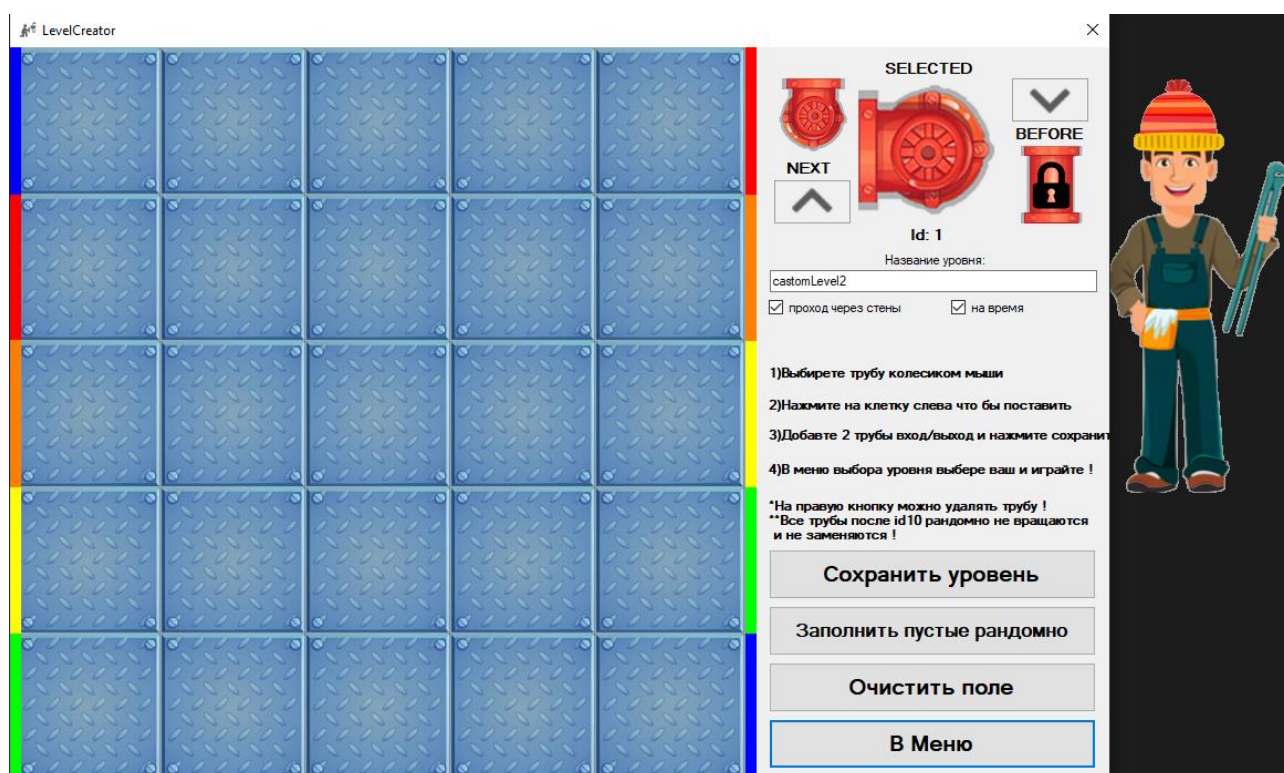 LevelCreator
SELECTED
BEFORE
NEXT
Id: 1
Название уровня:
castomLevel2
проход через стены
на время
1)Выбирете трубу колесиком мыши
2)Нажмите на клетку слева что бы поставить
3)Добавте 2 трубы вход/выход и нажмите сохранит
4)В меню выбора уровня выбере ваш и играйте !
*На правую кнопку можно удалять трубу !
**Все трубы после id10 рандомно не вращаются
и не заменяются !
Сохранить уровень
Заполнить пустые рандомно
Очистить поле
В Меню